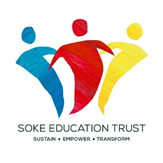 SOKE EDUCATION TRUST
SUSTAIN • EMPOWER • TRANSFORM